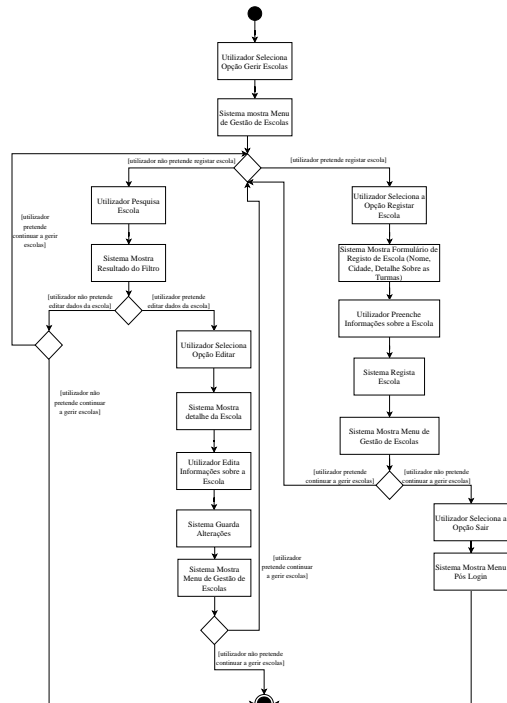 Utilizador Seleciona
Opção Gerir Escolas
Sistema mostra Menu
de Gestão de Escolas
[utilizador não pretende registar escola]
[utilizador pretende registar escola]
Utilizador Pesquisa
Escola
Utilizador Seleciona a
Opção Registar
Escola
[utilizador
pretende
continuar a gerir
escolas]
Sistema Mostra
Resultado do Filtro
Sistema Mostra Formulário de
Registo de Escola (Nome,
Cidade, Detalhe Sobre as
Turmas)
[utilizador não pretende
editar dados da escola]
[utilizador pretende
editar dados da escola]
Utilizador Preenche
Informações sobre a Escola
Utilizador Seleciona
Opção Editar
Sistema Regista
Escola
[utilizador não
pretende continuar
a gerir escolas]
Sistema Mostra
detalhe da Escola
Sistema Mostra Menu de
Gestão de Escolas
Utilizador Edita
Informações sobre a
Escola
[utilizador pretende
continuar a gerir escolas]
[utilizador não pretende
continuar a gerir escolas]
Sistema Guarda
Alterações
Utilizador Seleciona a
Opção Sair
Sistema Mostra
Menu de Gestão de
Escolas
[utilizador
pretende continuar
a gerir escolas]
Sistema Mostra Menu
Pós Login
[utilizador não pretende
continuar a gerir escolas]